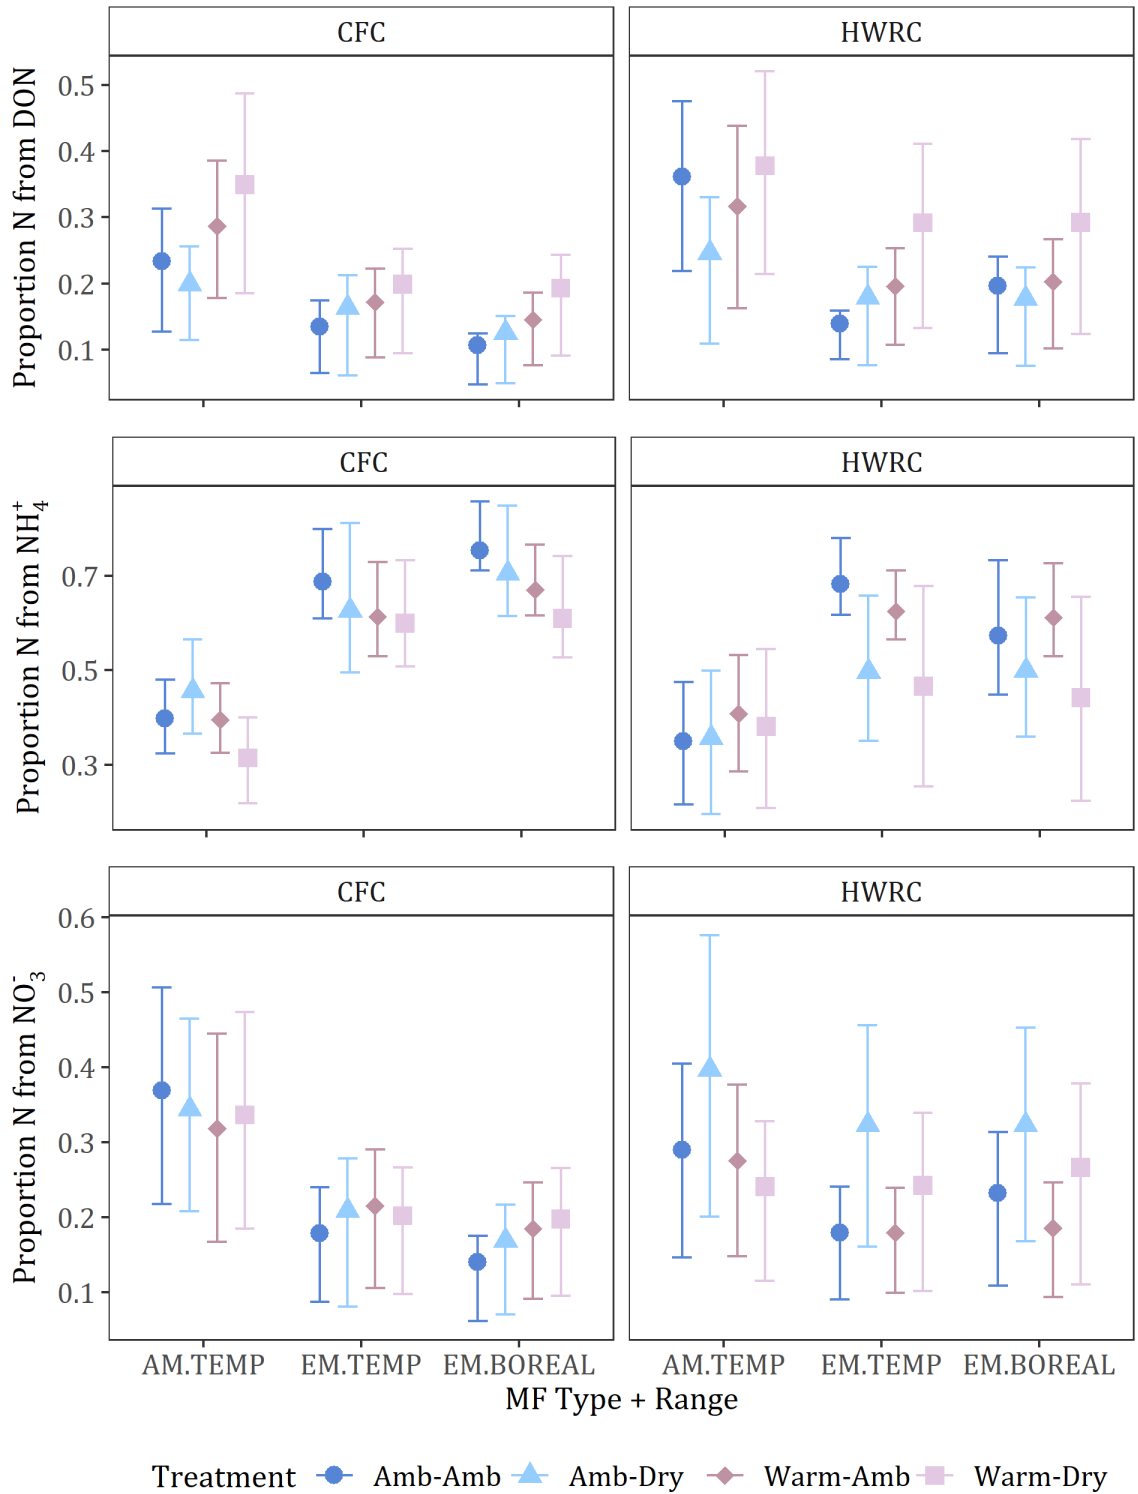 CFC
HWRC
Proportion N from DON
0.5
0.4
0.3
0.2
0.1
CFC
HWRC
Proportion N from NH4+
0.7
0.5
0.3
CFC
HWRC
Proportion N from NO3-
0.6
0.5
0.4
0.3
0.2
0.1
AM.TEMP EM.TEMP EM.BOREAL
AM.TEMP EM.TEMP EM.BOREAL
MF Type + Range
Treatment Amb-Amb Amb-Dry Warm-Amb Warm-Dry